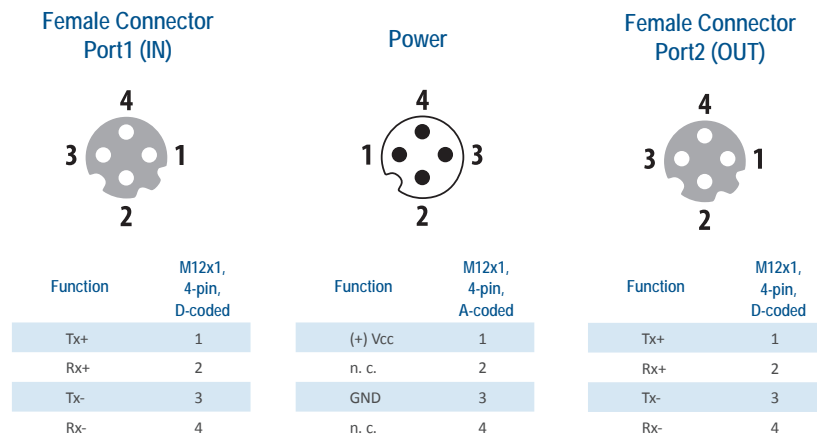 Female Connector
Port1 (IN)
4
3 1
2
Function M12x1,
4-pin,
D-coded
Tx+ 1
Rx+ 2
Tx- 3
Rx- 4
Power
4
1 3
2
Function M12x1,
4-pin,
A-coded
(+) Vcc 1
n. c. 2
GND 3
n. c. 4
Female Connector
Port2 (OUT)
4
3 1
2
Function M12x1,
4-pin,
D-coded
Tx+ 1
Rx+ 2
Tx- 3
Rx- 4